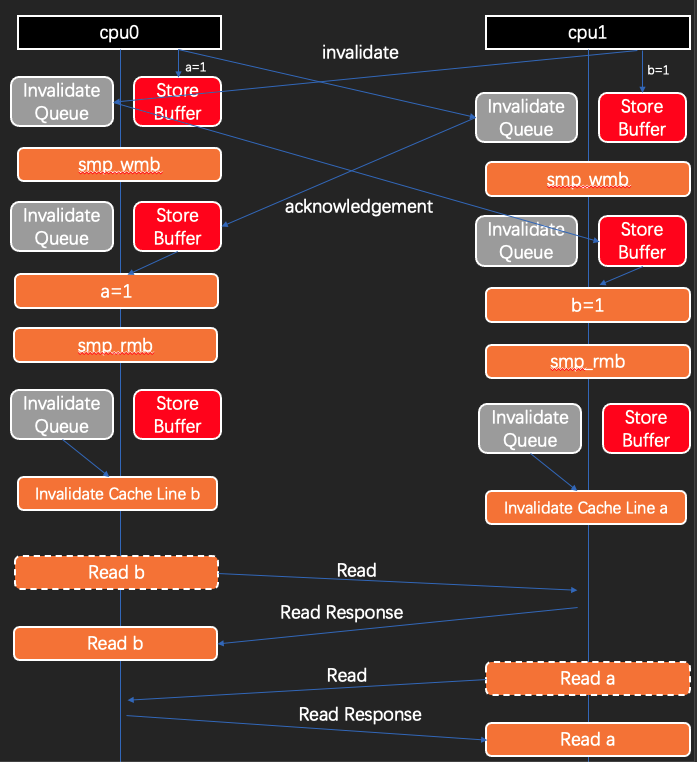 cpu0
cpu1
invalidate
a=1
b=1
Invalidate
Queue
Store
Buffer
Invalidate
Queue
Store
Buffer
smp_wmb
smp_wmb
Invalidate
Queue
Store
Buffer
acknowledgement
Invalidate
Queue
Store
Buffer
a=1
b=1
smp_rmb
smp_rmb
Invalidate
Queue
Store
Buffer
Invalidate
Queue
Store
Buffer
Invalidate Cache Line b
Invalidate Cache Line a
Read b
Read
Read Response
Read b
Read
Read a
Read Response
Read a